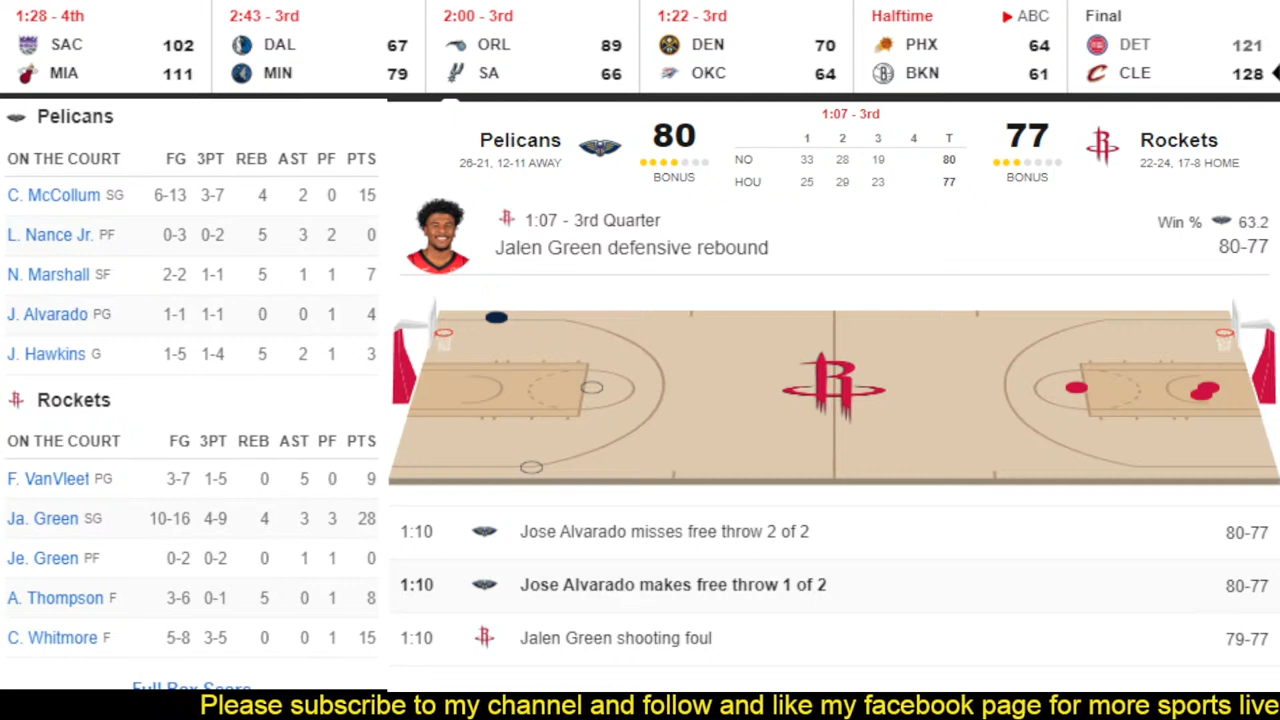 1:28 - 4th
SAC 102
MIA 111
2:43 - 3rd
DAL 67
MIN 79
2:00 - 3rd
ORL 89
SA 66
1:22 - 3rd
DEN 70
OKC 64
Halftime ABC
PHX 64
BKN 61
Final
DET 121
CLE 128
Pelicans
ON THE COURT FG 3PT REB AST PF PTS
C. McCollum SG 6-13 3-7 4 2 0 15
L. Nance Jr. PF 0-3 0-2 5 3 2 0
N. Marshall SF 2-2 1-1 5 1 1 7
J. Alvarado PG 1-1 1-1 0 0 1 4
J. Hawkins G 1-5 1-4 5 2 1 3
Rockets
ON THE COURT FG 3PT REB AST PF PTS
F. VanVleet PG 3-7 1-5 0 5 0 9
Ja. Green SG 10-16 4-9 4 3 3 28
Je. Green PF 0-2 0-2 0 1 1 0
A. Thompson F 3-6 0-1 5 0 1 8
C. Whitmore F 5-8 3-5 0 0 1 15
Full Box Score
Pelicans 80
26-21, 12-11 AWAY
BONUS
1:07 - 3rd
1 2 3 4 T
NO 33 28 19 80
HOU 25 29 23 77
77 Rockets
22-24, 17-8 HOME
BONUS
1:07 - 3rd Quarter
Jalen Green defensive rebound
Win % 63.2
80-77
R
1:10 Jose Alvarado misses free throw 2 of 2 80-77
1:10 Jose Alvarado makes free throw 1 of 2 80-77
1:10 Jalen Green shooting foul 79-77
Please subscribe to my channel and follow and like my facebook page for more sports live